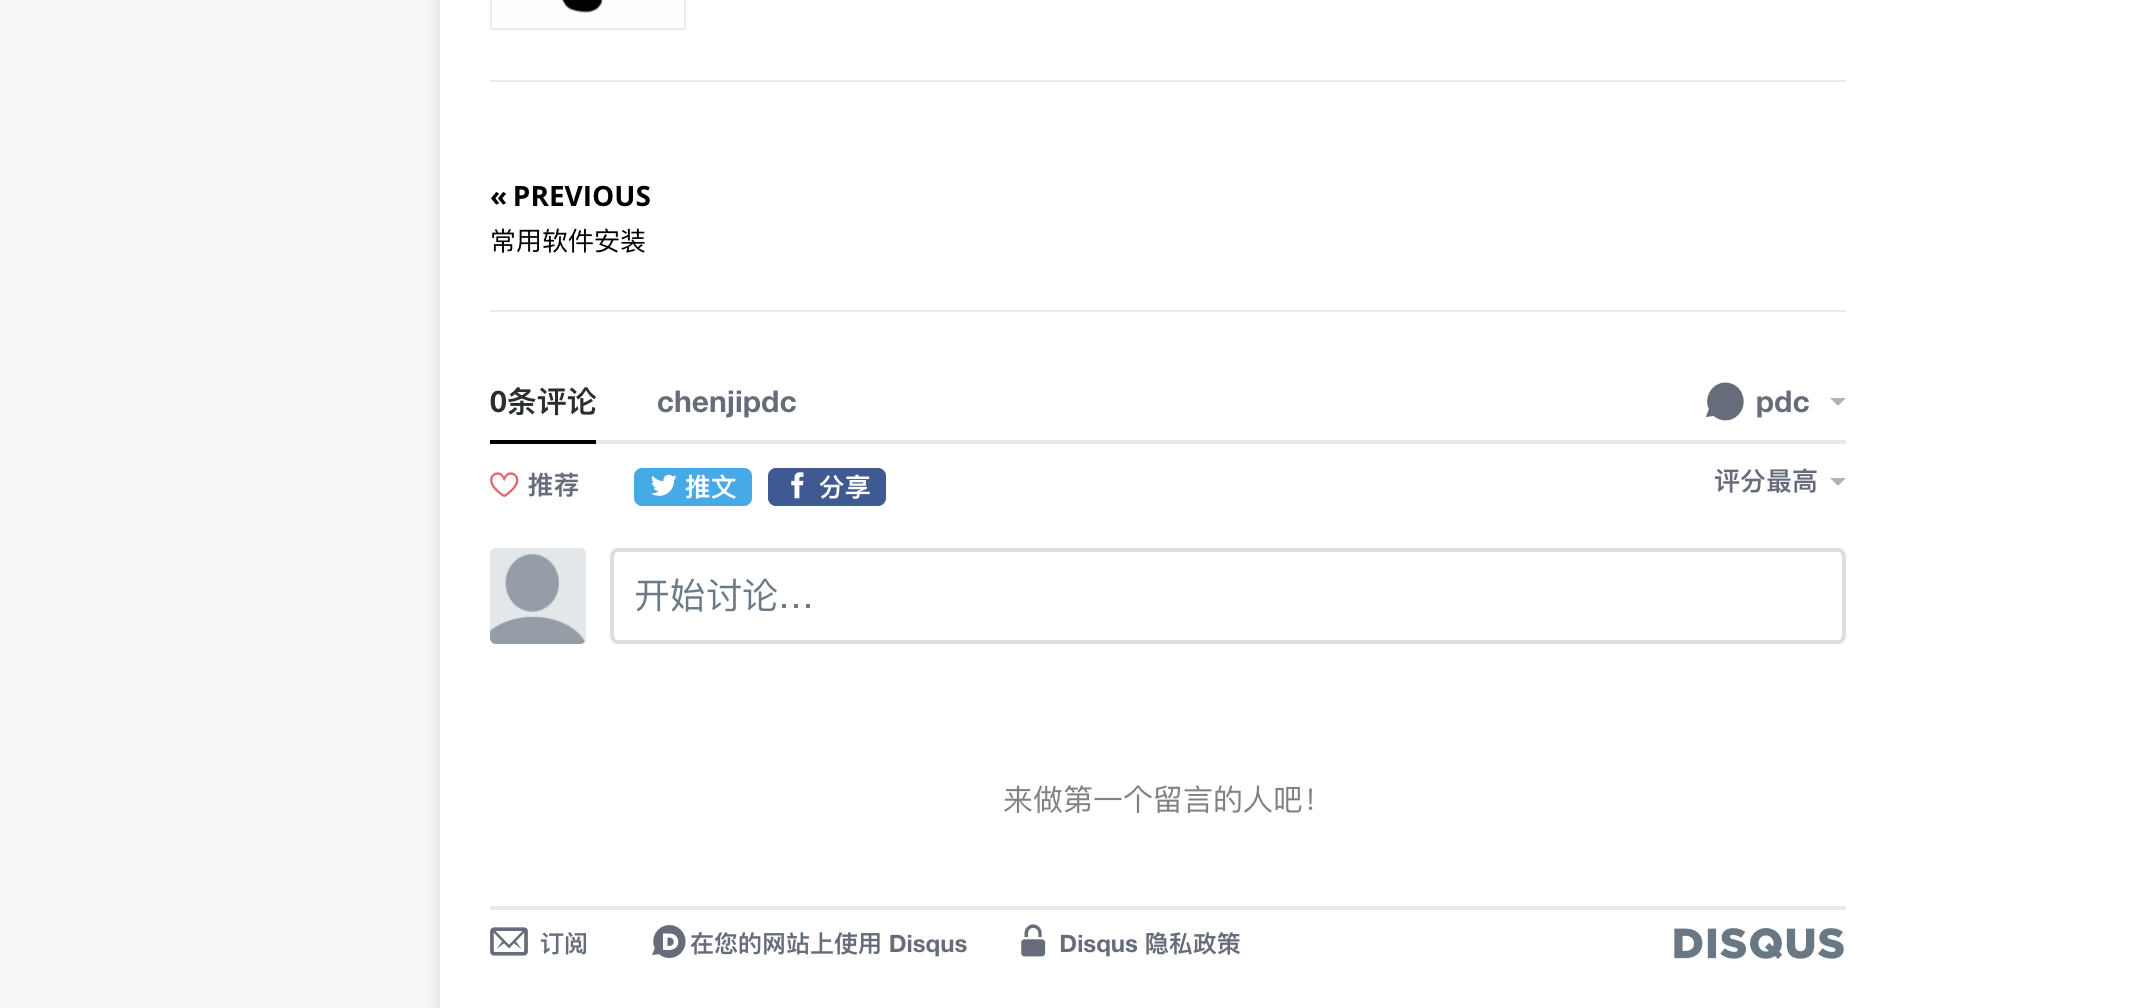 « PREVIOUS
常用软件安装
0条评论 chenjipdc pdc
推荐 推文 分享 评分最高
开始讨论...
来做第一个留言的人吧！
订阅 在您的网站上使用 Disqus Disqus 隐私政策 DISQUS